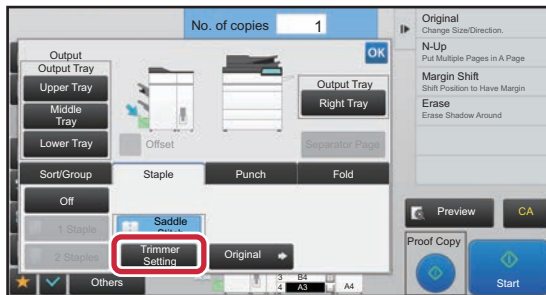 No. of copies 1
Original
Change Size/Direction.
N-Up
Put Multiple Pages in A Page
Margin Shift
Shift Position to Have Margin
Erase
Erase Shadow Around
Output
OK
Output Tray
Upper Tray
Middle
Tray
Lower Tray
Offset
Output Tray
Right Tray
Separator Page
Sort/Group
Staple
Punch
Fold
Off
1 Staple
2 Staples
Saddle
Stitch
Trimmer
Setting
Original
Preview
CA
Proof Copy
Start
Others
3 B4
4 A3
A4